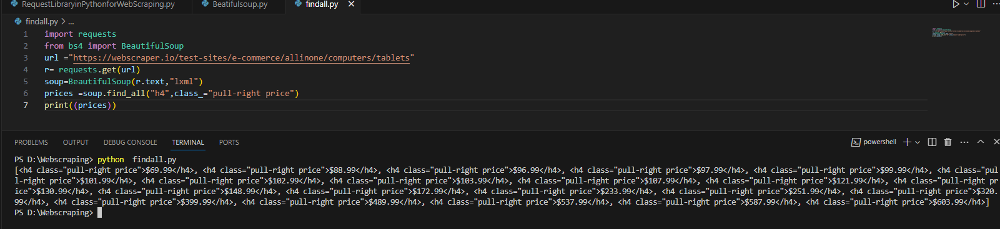 RequestLibraryinPythonforWebScraping.py Beatifulsoup.py findall.py
findall.py > ...
1 import requests
2 from bs4 import BeautifulSoup
3 url ="https://webscraper.io/test-sites/e-commerce/allinone/computers/tablets"
4 r= requests.get(url)
5 soup=BeautifulSoup(r.text,"lxml")
6 prices =soup.find_all("h4",class_="pull-right price")
7 print((prices))
PROBLEMS OUTPUT DEBUG CONSOLE TERMINAL PORTS powershell
PS D:\Webscraping> python  findall.py
[<h4 class="pull-right price">$69.99</h4>, <h4 class="pull-right price">$88.99</h4>, <h4 class="pull-right price">$96.99</h4>, <h4 class="pull-right price">$97.99</h4>, <h4 class="pull-right price">$99.99</h4>, <h4 class="pul
l-right price">$101.99</h4>, <h4 class="pull-right price">$102.99</h4>, <h4 class="pull-right price">$103.99</h4>, <h4 class="pull-right price">$107.99</h4>, <h4 class="pull-right price">$121.99</h4>, <h4 class="pull-right pr
ice">$130.99</h4>, <h4 class="pull-right price">$148.99</h4>, <h4 class="pull-right price">$172.99</h4>, <h4 class="pull-right price">$233.99</h4>, <h4 class="pull-right price">$251.99</h4>, <h4 class="pull-right price">$320.
99</h4>, <h4 class="pull-right price">$399.99</h4>, <h4 class="pull-right price">$489.99</h4>, <h4 class="pull-right price">$537.99</h4>, <h4 class="pull-right price">$587.99</h4>, <h4 class="pull-right price">$603.99</h4>]
PS D:\Webscraping>